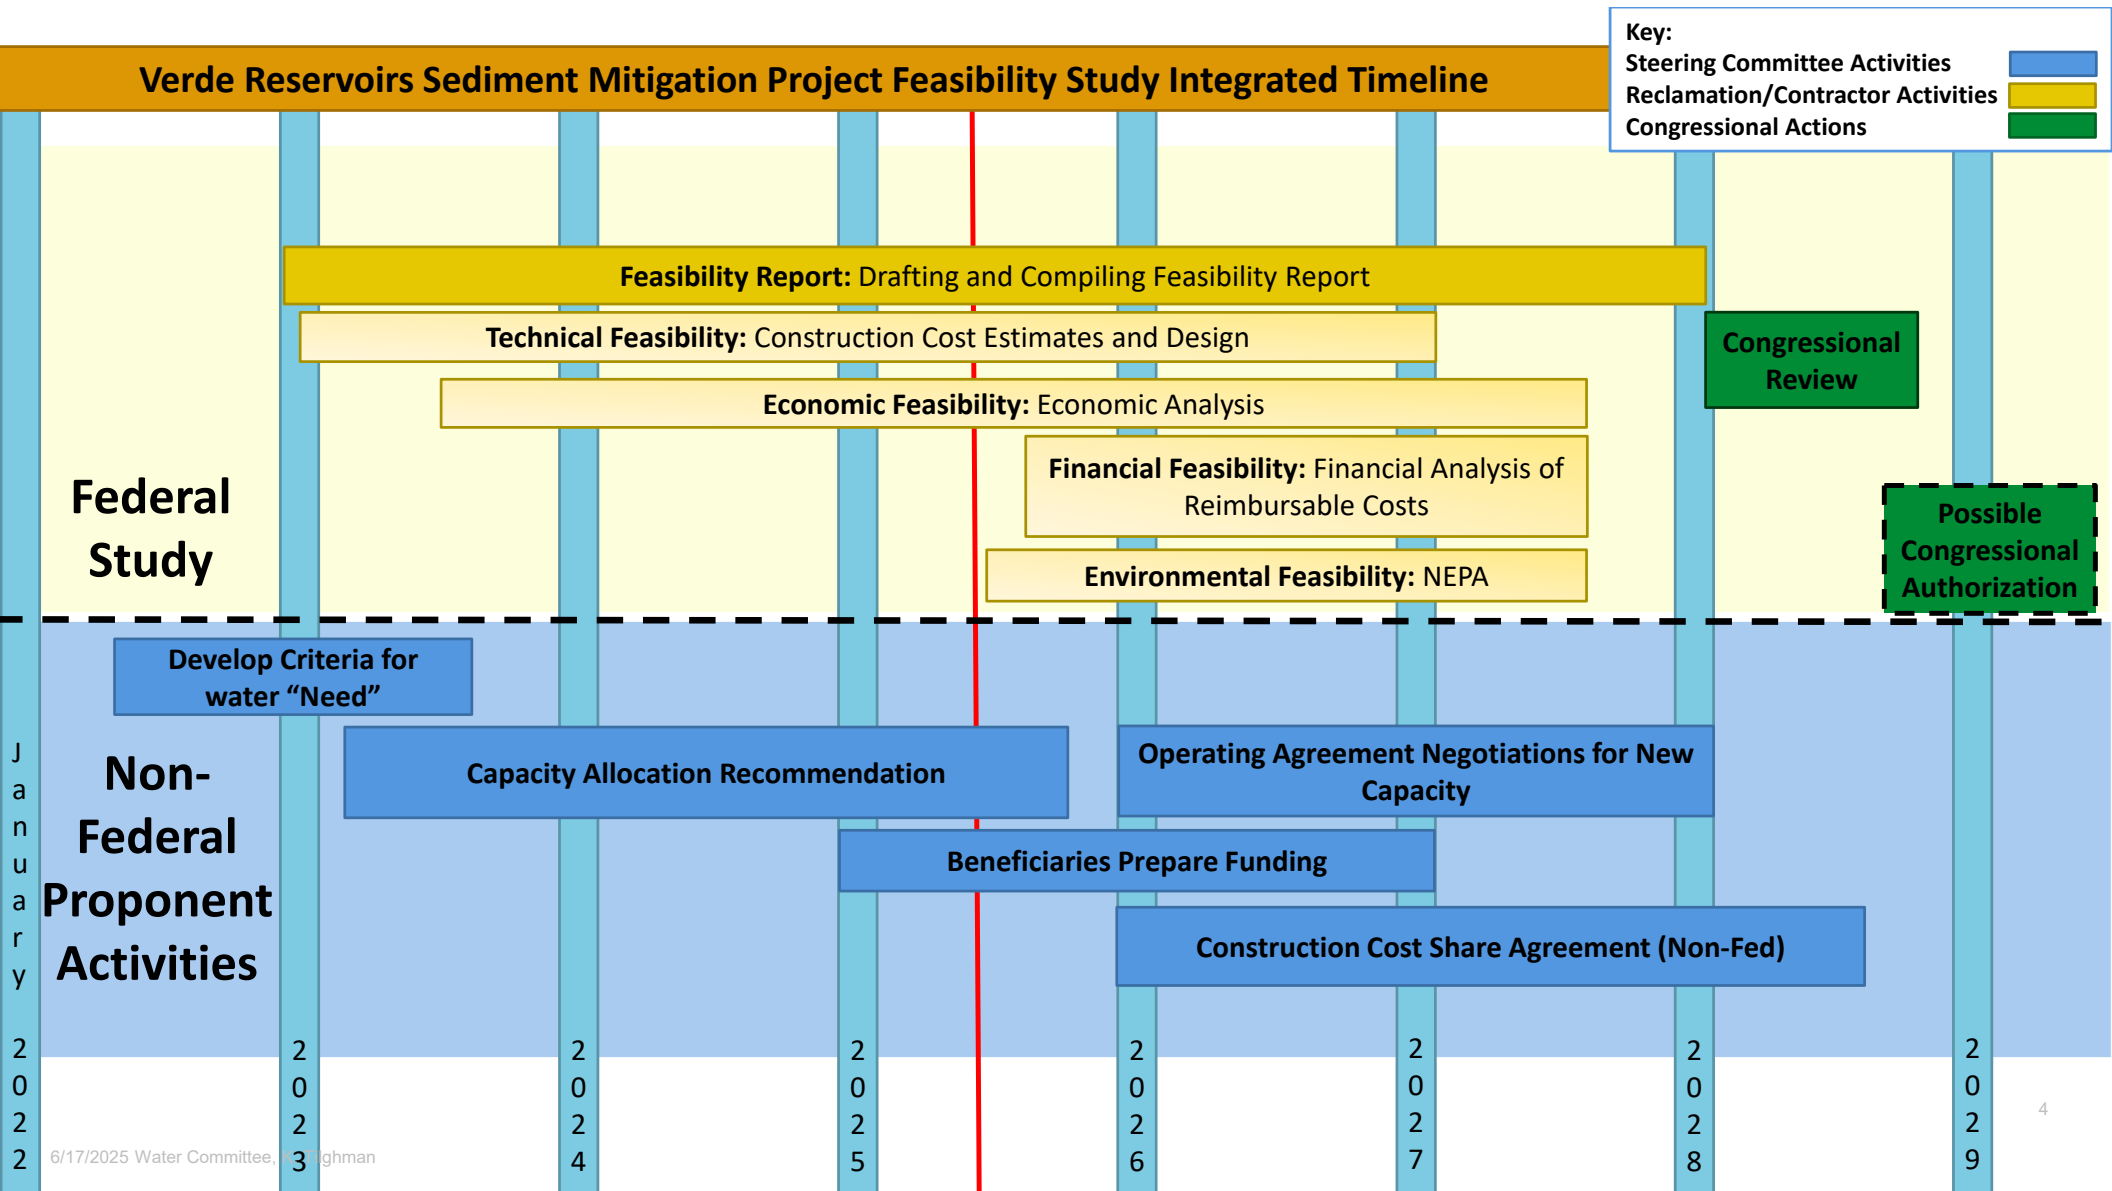 Verde Reservoirs Sediment Mitigation Project Feasibility Study Integrated Timeline
Key:
Steering Committee Activities
Reclamation/Contractor Activities
Congressional Actions
Feasibility Report: Drafting and Compiling Feasibility Report
Technical Feasibility: Construction Cost Estimates and Design
Congressional
Review
Economic Feasibility: Economic Analysis
Financial Feasibility: Financial Analysis of
Reimbursable Costs
Environmental Feasibility: NEPA
Possible
Congressional
Authorization
Federal
Study
Develop Criteria for
water “Need”
Capacity Allocation Recommendation
Operating Agreement Negotiations for New
Capacity
Beneficiaries Prepare Funding
Construction Cost Share Agreement (Non-Fed)
Non-
Federal
Proponent
Activities
January 2022
2023
2024
2025
2026
2027
2028
2029
6/17/2025 Water Committee, Tilghman
4